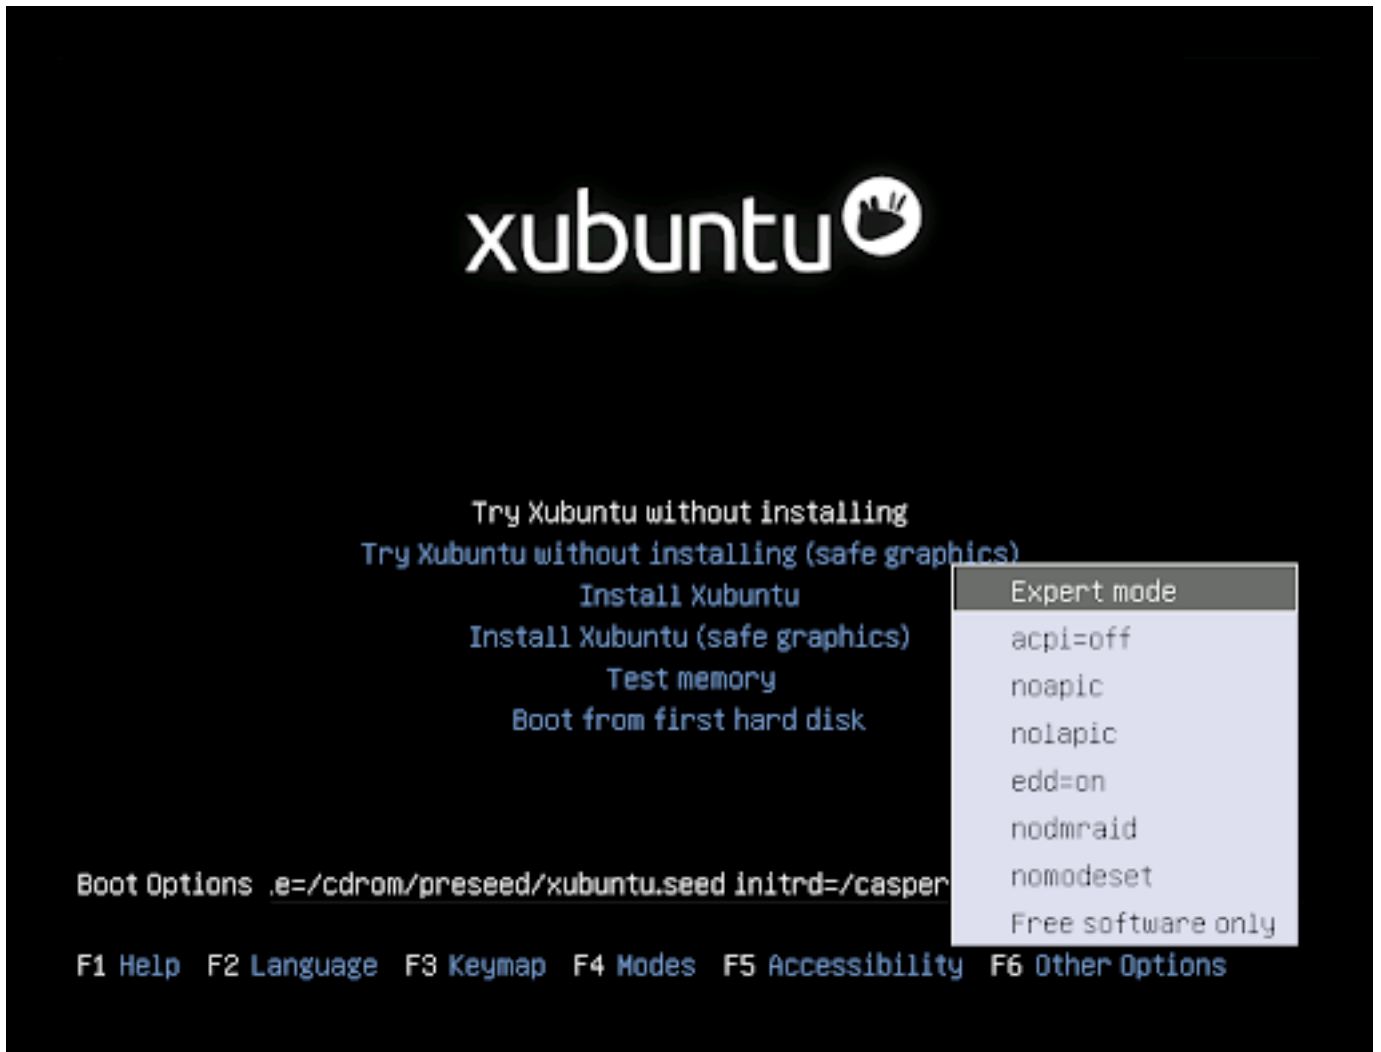 xubuntu
Try Xubuntu without installing
Try Xubuntu without installing (safe graphics)
Install Xubuntu
Install Xubuntu (safe graphics)
Test memory
Boot from first hard disk
Expert mode
acpi=off
noapic
nolapic
edd=on
nodmraid
nomodeset
Free software only
Boot Options .e=/cdrom/preseed/xubuntu.seed initrd=/casper
F1 Help F2 Language F3 Keymap F4 Modes F5 Accessibility F6 Other Options